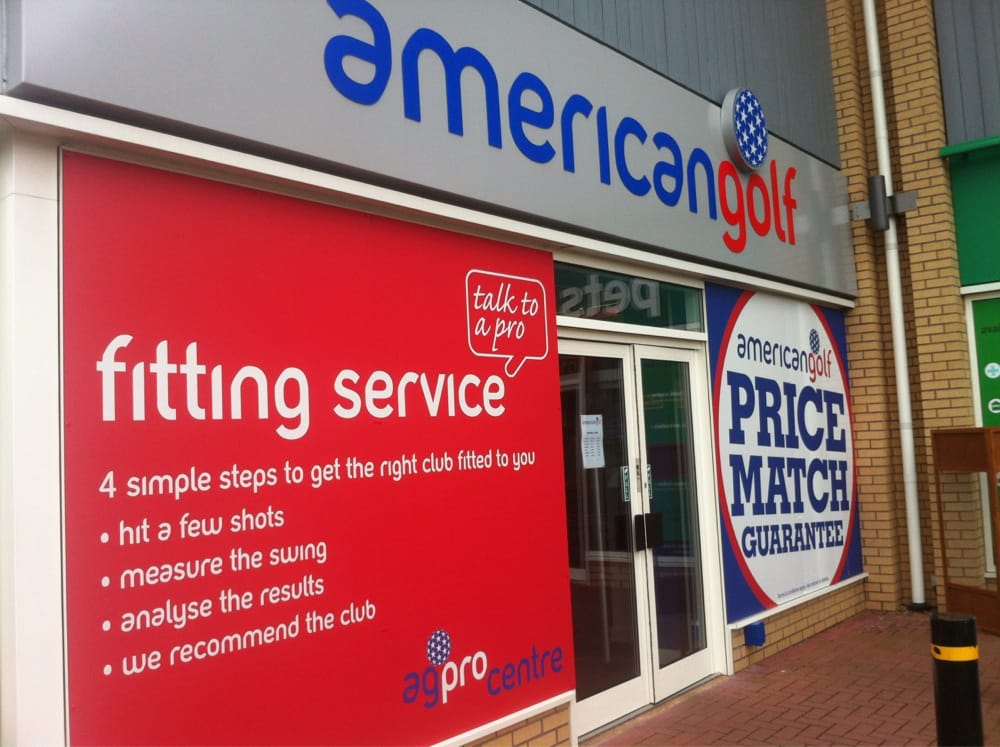 americangolf
talk to
a pro
fitting service
4 simple steps to get the right club fitted to you
• hit a few shots
• measure the swing
• analyse the results
• we recommend the club
agpro centre
pets
americangolf
PRICE
MATCH
GUARANTEE